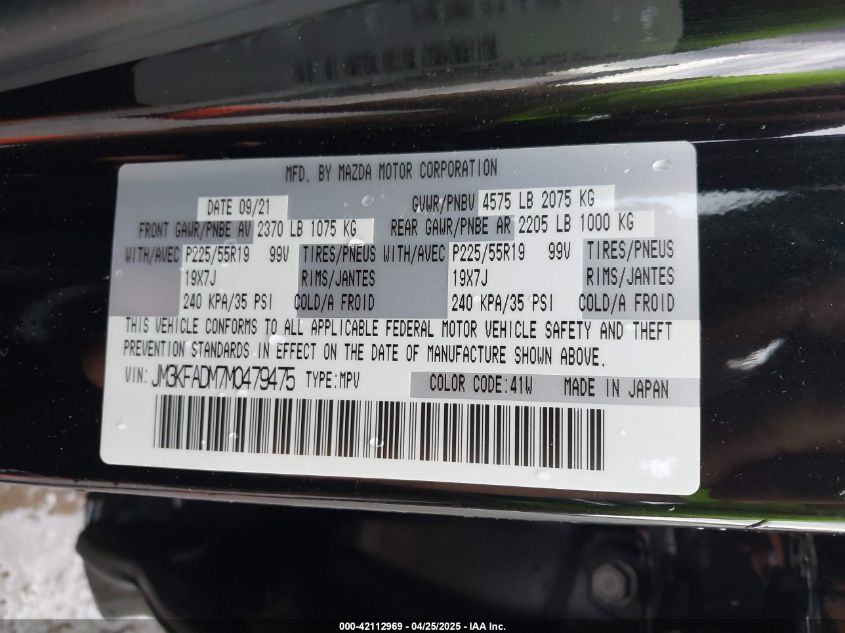 MFD. BY MAZDA MOTOR CORPORATION
DATE 09/21 GVWR/PNBV 4575 LB 2075 KG
FRONT GAWR/PNBE AV 2370 LB 1075 KG REAR GAWR/PNBE AR 2205 LB 1000 KG
WITH/AVEC P225/55R19 99V TIRES/PNEUS WITH/AVEC P225/55R19 99V TIRES/PNEUS
19X7J RIMS/JANTES 19X7J RIMS/JANTES
240 KPA/35 PSI COLD/A FROID 240 KPA/35 PSI COLD/A FROID
THIS VEHICLE CONFORMS TO ALL APPLICABLE FEDERAL MOTOR VEHICLE SAFETY AND THEFT
PREVENTION STANDARDS IN EFFECT ON THE DATE OF MANUFACTURE SHOWN ABOVE.
VIN: JM3KFADM7M0479475 TYPE:MPV COLOR CODE:41W MADE IN JAPAN
000-42112969 - 04/25/2025 - IAA Inc.